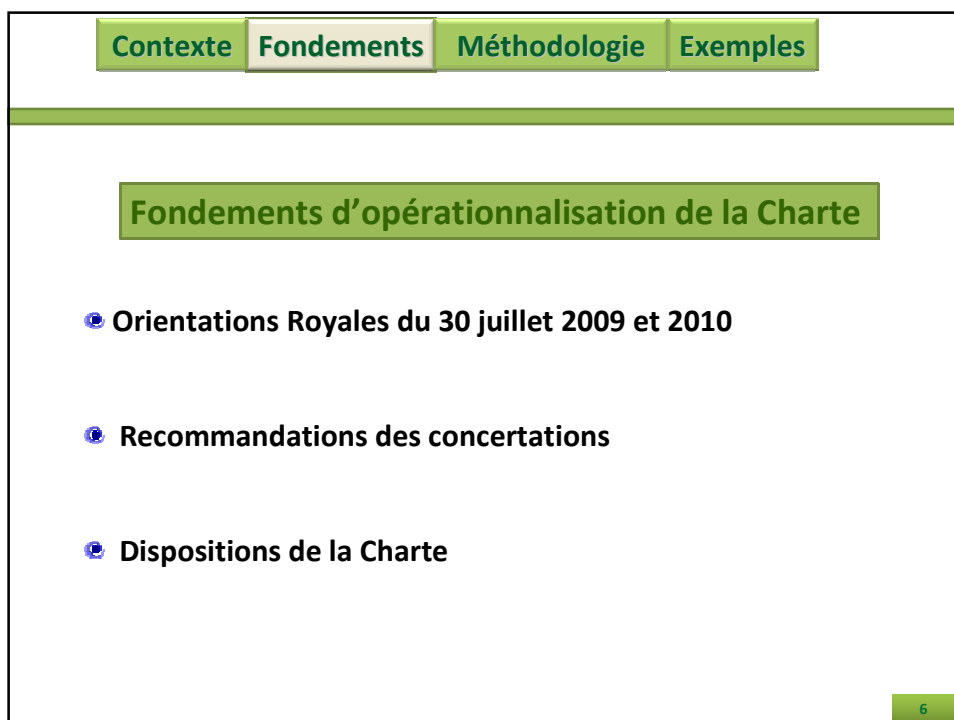 Contexte Fondements Méthodologie Exemples
Fondements d’opérationnalisation de la Charte
Orientations Royales du 30 juillet 2009 et 2010
Recommandations des concertations
Dispositions de la Charte
6